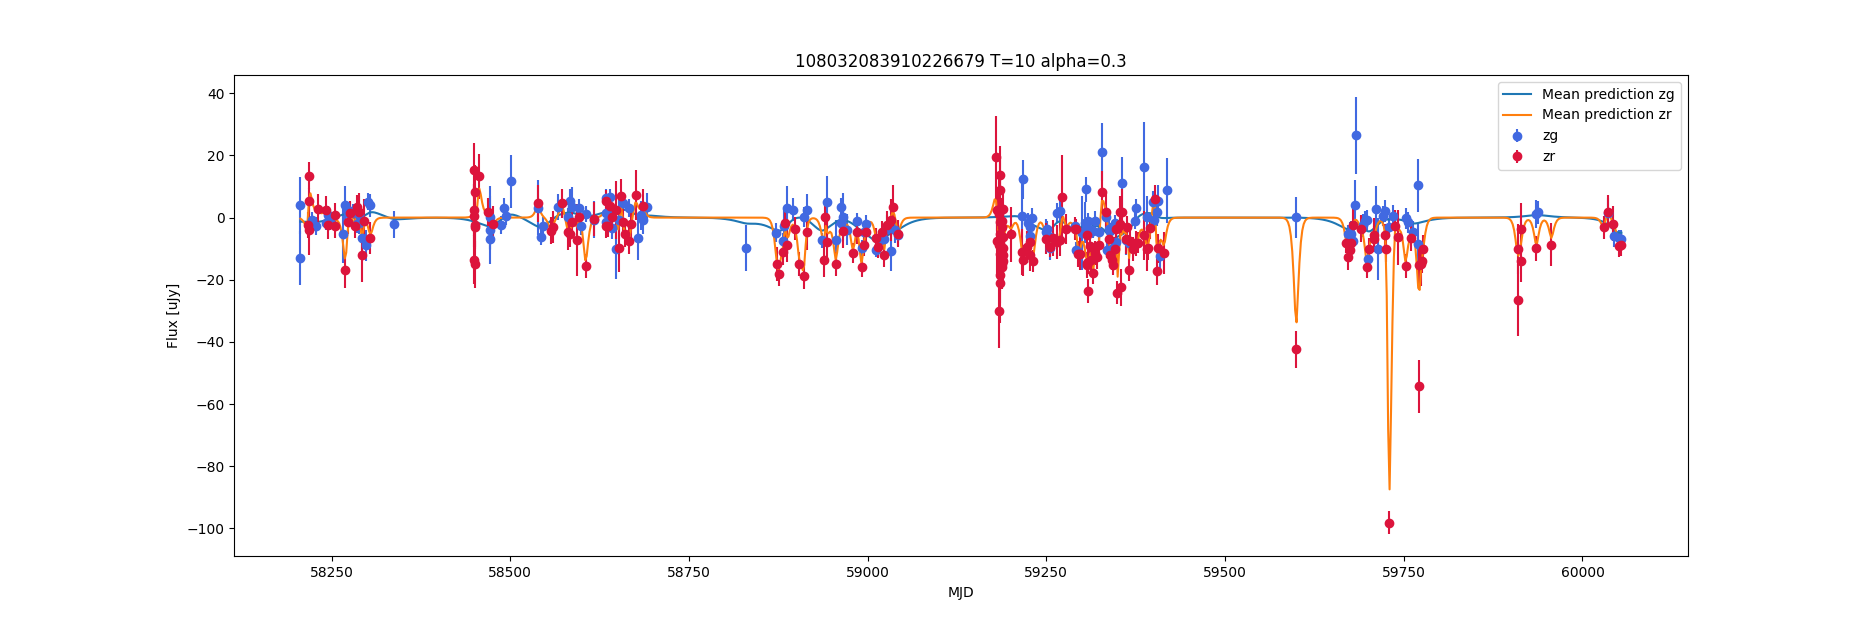 108032083910226679 T=10 alpha=0.3
Flux [uJy]
40
20
0
−20
−40
−60
−80
−100
58250
58500
58750
59000
59250
59500
59750
60000
MJD
Mean prediction zg
Mean prediction zr
zg
zr